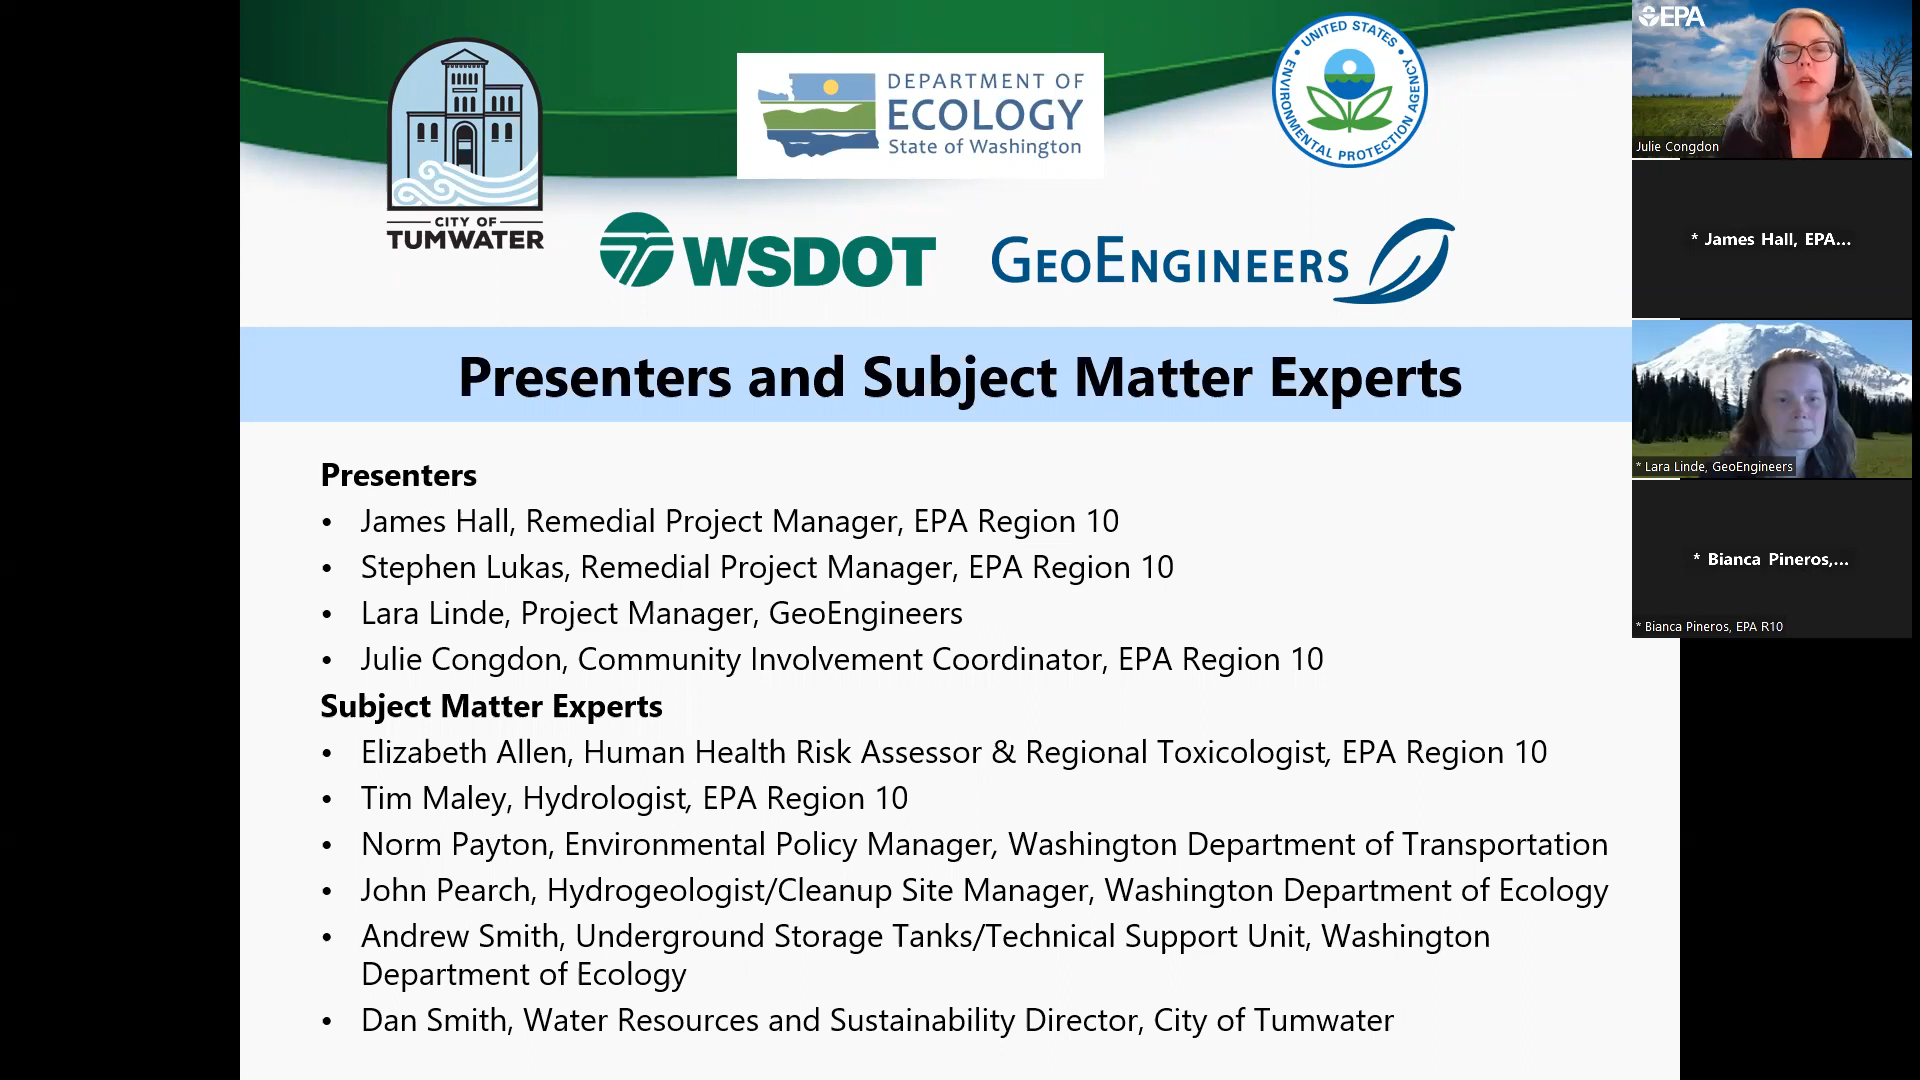 CITY OF
TUMWATER
DEPARTMENT OF
ECOLOGY
State of Washington
UNITED STATES
ENVIRONMENTAL PROTECTION AGENCY
WSDOT
GEOENGINEERS
Presenters and Subject Matter Experts
Presenters
• James Hall, Remedial Project Manager, EPA Region 10
• Stephen Lukas, Remedial Project Manager, EPA Region 10
• Lara Linde, Project Manager, GeoEngineers
• Julie Congdon, Community Involvement Coordinator, EPA Region 10
Subject Matter Experts
• Elizabeth Allen, Human Health Risk Assessor & Regional Toxicologist, EPA Region 10
• Tim Maley, Hydrologist, EPA Region 10
• Norm Payton, Environmental Policy Manager, Washington Department of Transportation
• John Pearch, Hydrogeologist/Cleanup Site Manager, Washington Department of Ecology
• Andrew Smith, Underground Storage Tanks/Technical Support Unit, Washington
Department of Ecology
• Dan Smith, Water Resources and Sustainability Director, City of Tumwater
EPA
Julie Congdon
* James Hall, EPA...
* Lara Linde, GeoEngineers
* Bianca Pineros,...
* Bianca Pineros, EPA R10